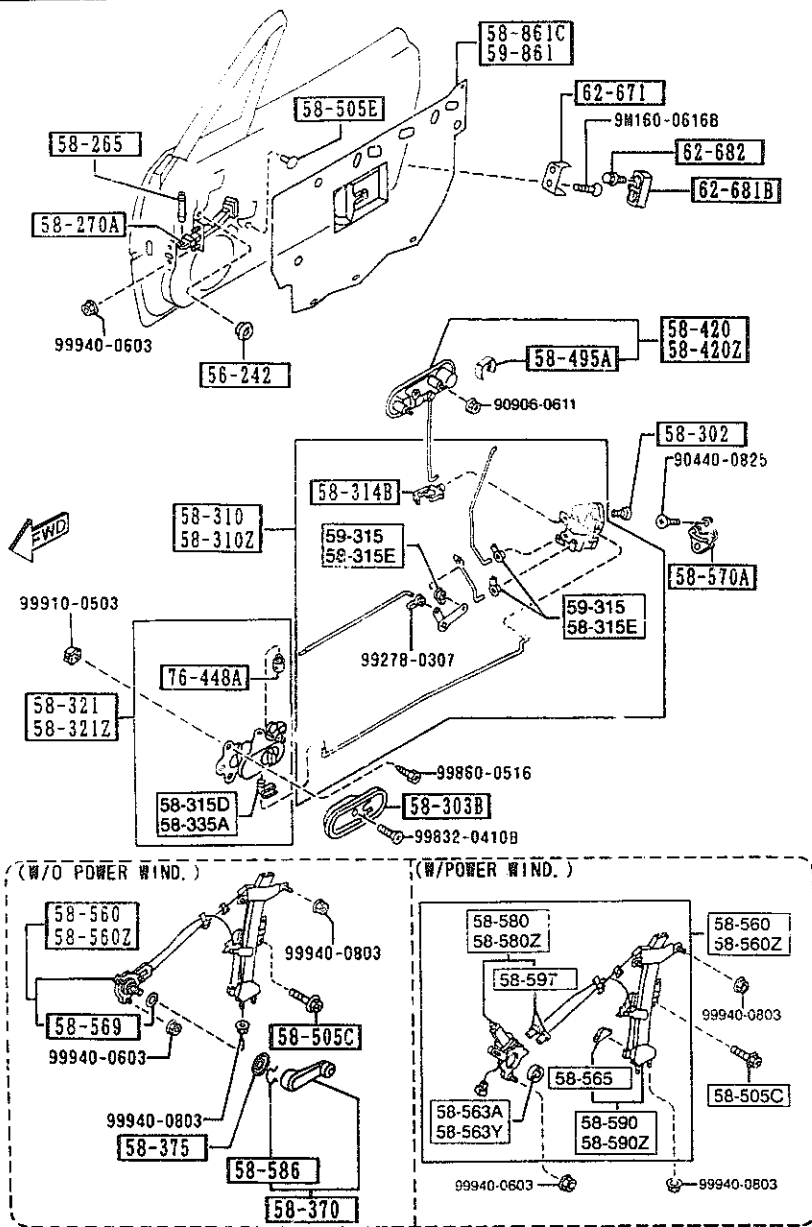 58-861C
59-861
58-505E
62-671
9M160-0616B
58-265
62-682
62-681B
58-270A
99940-0603
56-242
58-420
58-420Z
58-495A
90906-0611
58-302
90440-0825
58-314B
58-310
58-310Z
FWD
59-315
58-315E
58-570A
99910-0503
59-315
58-315E
99278-0307
76-448A
58-321
58-321Z
99860-0516
58-315D
58-335A
58-303B
99832-0410B
(W/O POWER WIND.)
(W/POWER WIND.)
58-560
58-560Z
99940-0803
58-580
58-580Z
58-560
58-560Z
58-597
58-569
58-505C
99940-0603
99940-0803
58-565
58-505C
99940-0803
58-375
58-563A
58-563Y
58-590
58-590Z
58-586
99940-0603
99940-0803
58-370